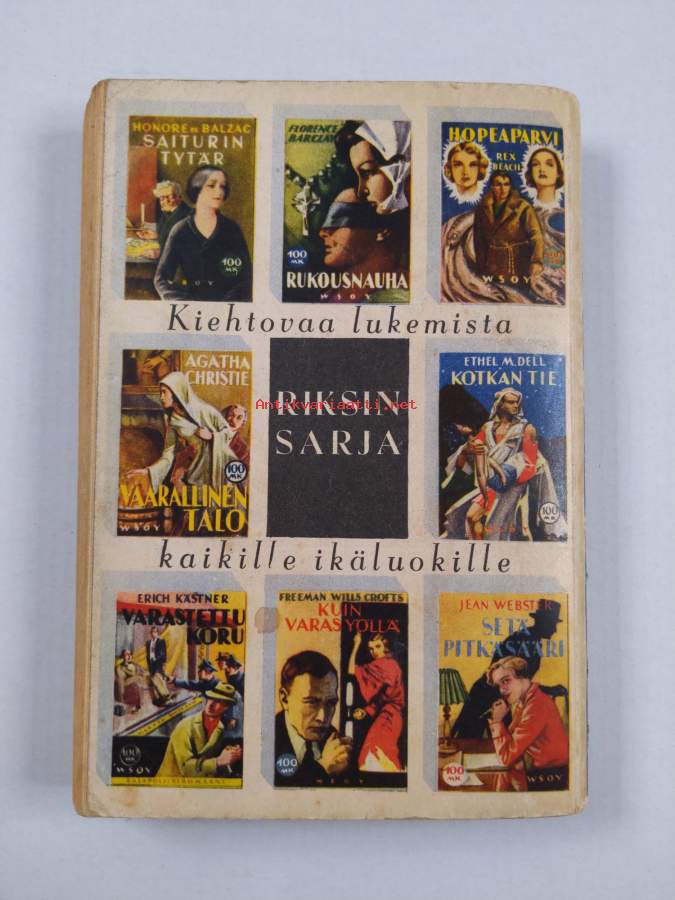 HONORE DE BALZAC
SAITURIN
TYTÄR
100
MK
WSOY
FLORENCE
BARCLAY
100
MK
RUKOUSNAUHA
WSOY
HOPEAPARVI
REX
BEACH
WSOY
Kiehtovaa lukemista
AGATHA
CHRISTIE
100
MK
VAARALLINEN
TALO
WSOY
RIKSIN
SARJA
Antikvariaatti.net
ETHEL M. DELL
KOTKAN TIE
100
MK
kaikille ikäluokille
ERICH KÄSTNER
VARASTETTU
KORU
100
MK
WSOY
SALAPOLIISIROMAANI
FREEMAN WILLS CROFTS
KUIN
VARAS YÖLLÄ
100
MK
WSOY
JEAN WEBSTER
SETÄ
PITKÄSÄÄRI
100
MK
WSOY